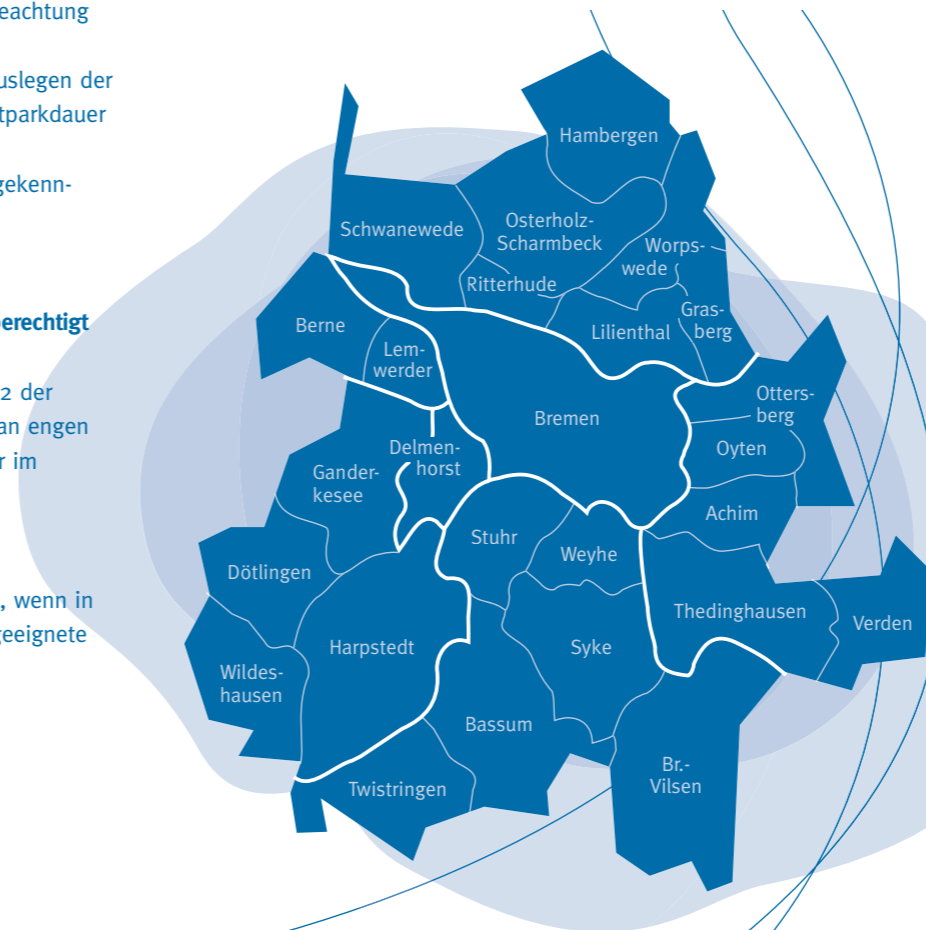 eachtung
uslegen der
tparkdauer
gekenn-
berechtigt
2 der
an engen
r im
, wenn in
geeignete
Hambergen
Schwanewede
Osterholz-
Scharmbeck
Worps-
wede
Ritterhude
Gras-
berg
Lilienthal
Berne
Lem-
werder
Otters-
berg
Bremen
Oyten
Delmen-
horst
Gander-
kesee
Achim
Stuhr
Weyhe
Dötlingen
Thedinghausen
Verden
Harpstedt
Syke
Wildes-
hausen
Bassum
Br.-
Vilsen
Twistringen